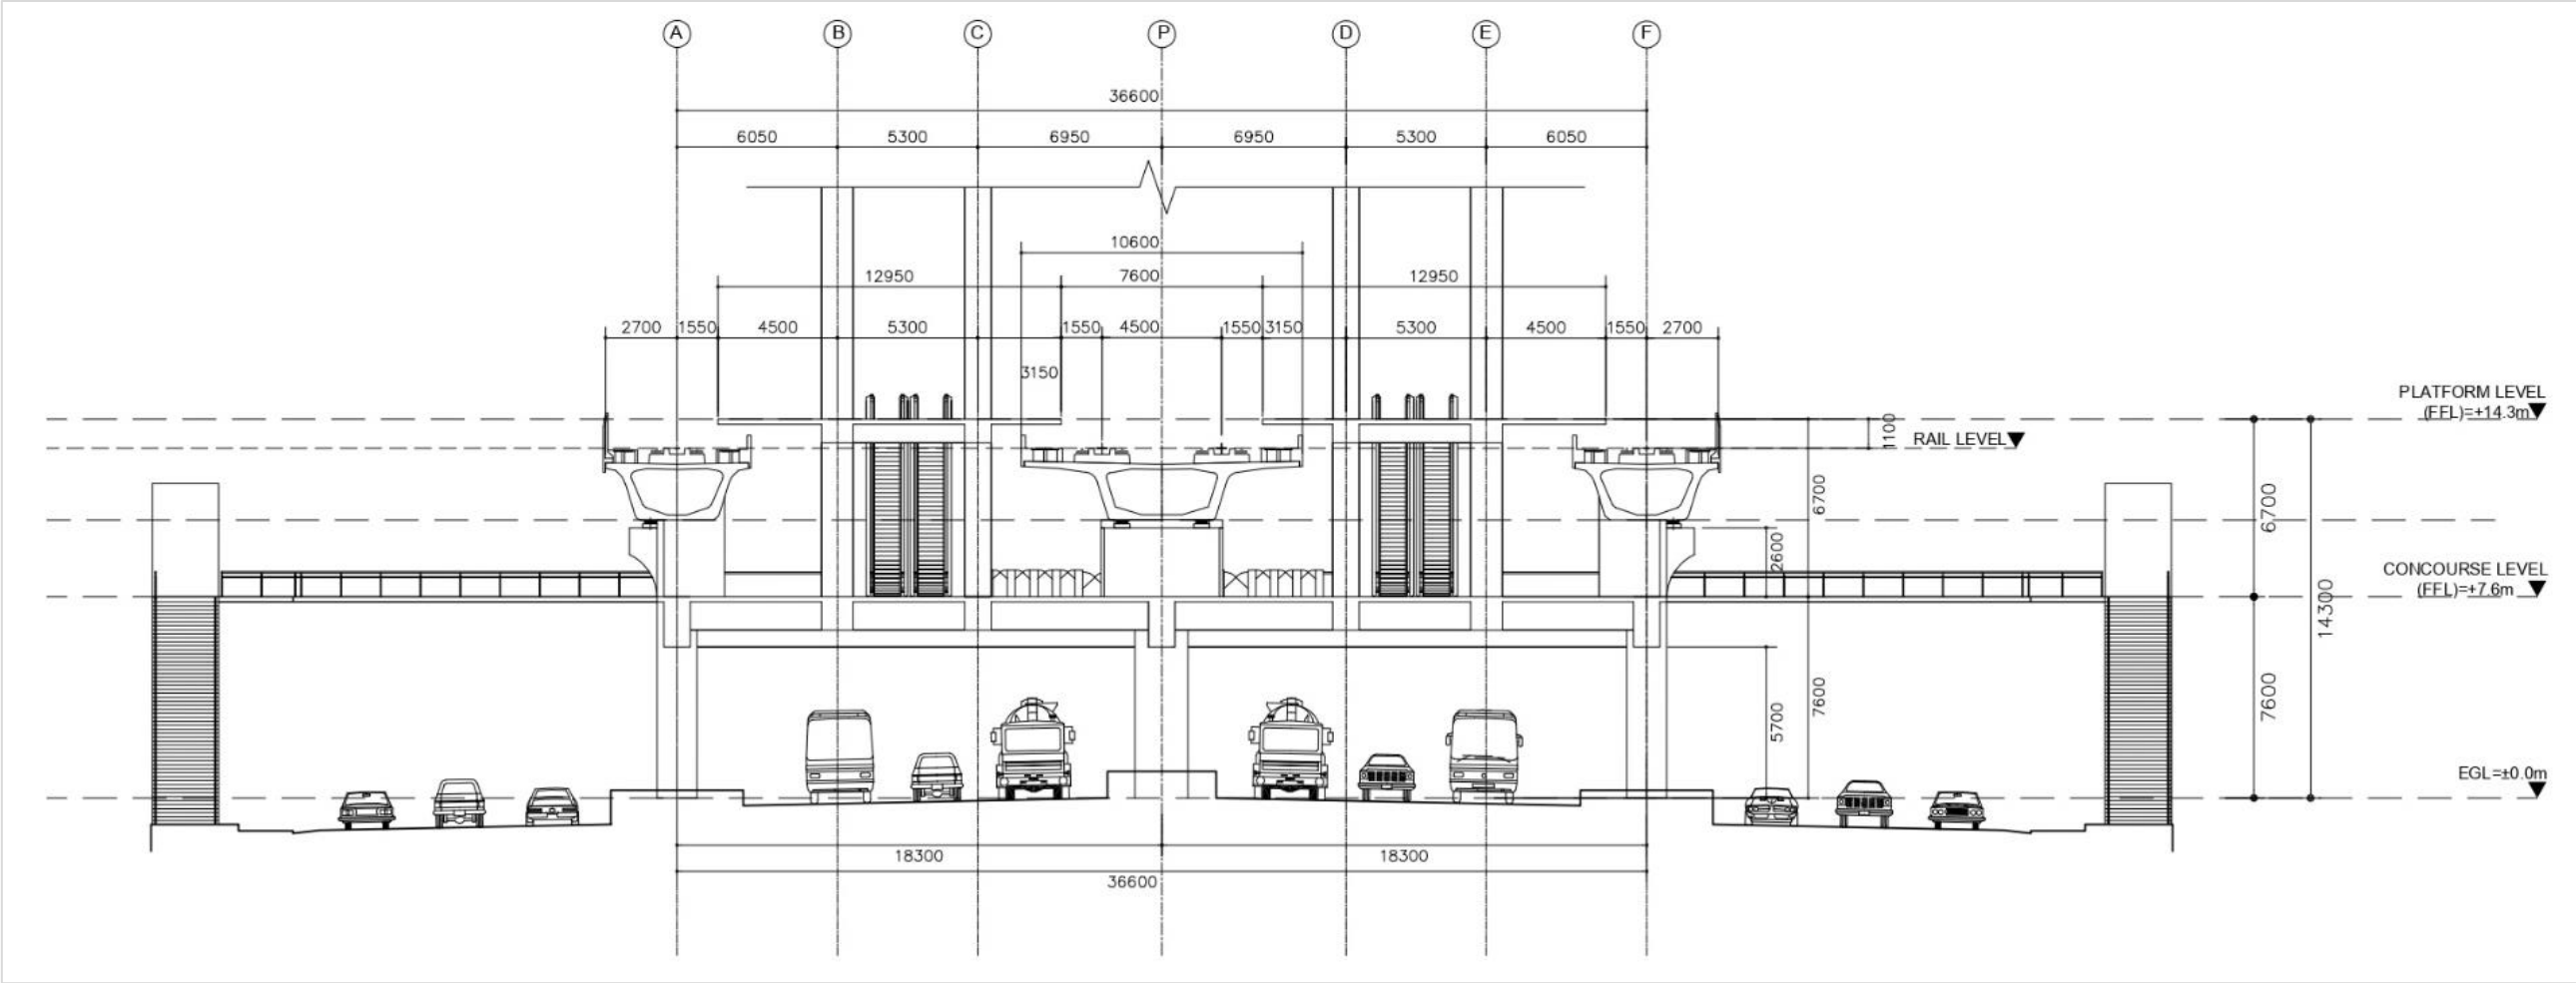 A B C P D E F
36600
6050 5300 6950 6950 5300 6050
10600
12950 7600 12950
2700 1550 4500 5300 1550 4500 1550 3150 5300 4500 1550 2700
3150
PLATFORM LEVEL
(FFL)=+14.3m
1100
RAIL LEVEL
6700
6700
2600
CONCOURSE LEVEL
(FFL)=+7.6m
14300
7600
7600
5700
EGL=±0.0m
18300 18300
36600